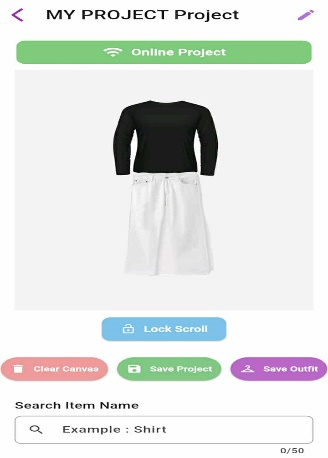 MY PROJECT Project
Online Project
Lock Scroll
Clear Canvas
Save Project
Save Outfit
Search Item Name
Example : Shirt
0/50